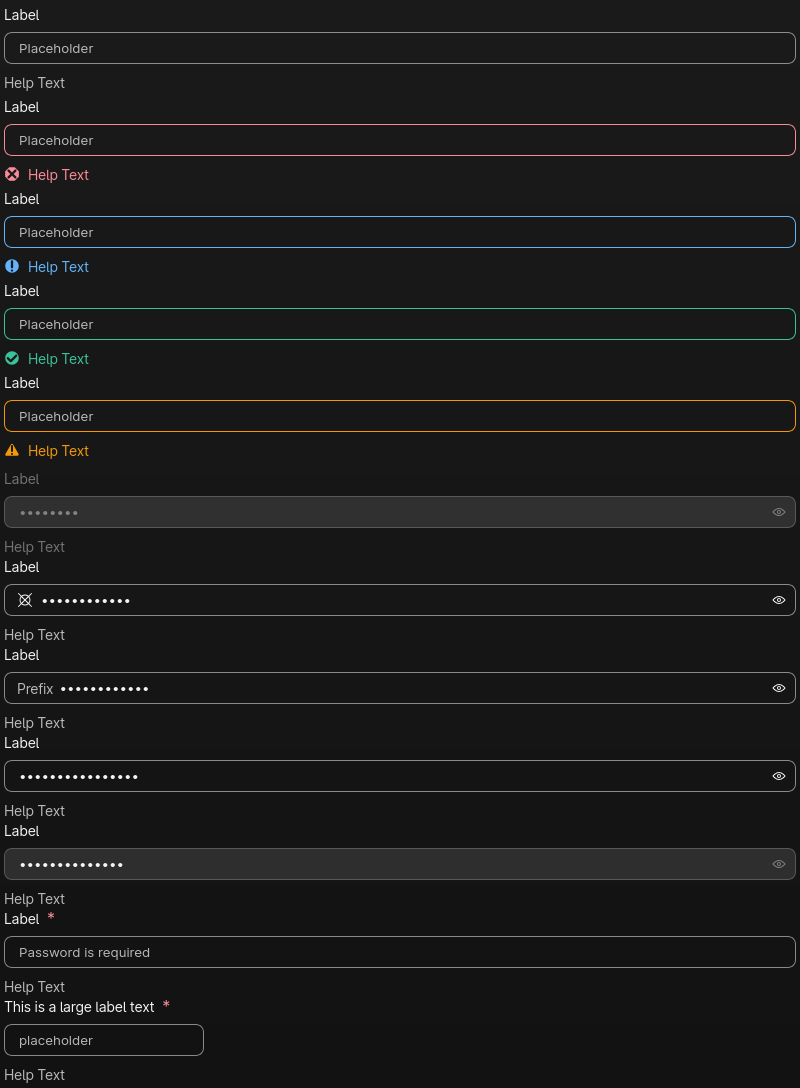 Label
Placeholder
Help Text
Label
Placeholder
Help Text
Label
Placeholder
Help Text
Label
Placeholder
Help Text
Label
Placeholder
Help Text
Label
••••••••
Help Text
Label
••••••••••••
Help Text
Label
Prefix ••••••••••••
Help Text
Label
••••••••••••••••
Help Text
Label
••••••••••••••
Help Text
Label *
Password is required
Help Text
This is a large label text *
placeholder
Help Text